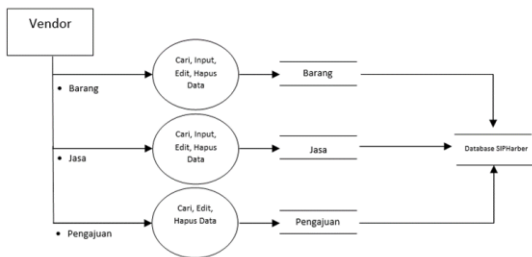 Vendor
Cari, Input,
Edit, Hapus
Data
Barang
• Barang
Cari, Input,
Edit, Hapus
Data
Jasa
• Jasa
Database SIPHarber
Cari, Edit,
Hapus Data
Pengajuan
• Pengajuan